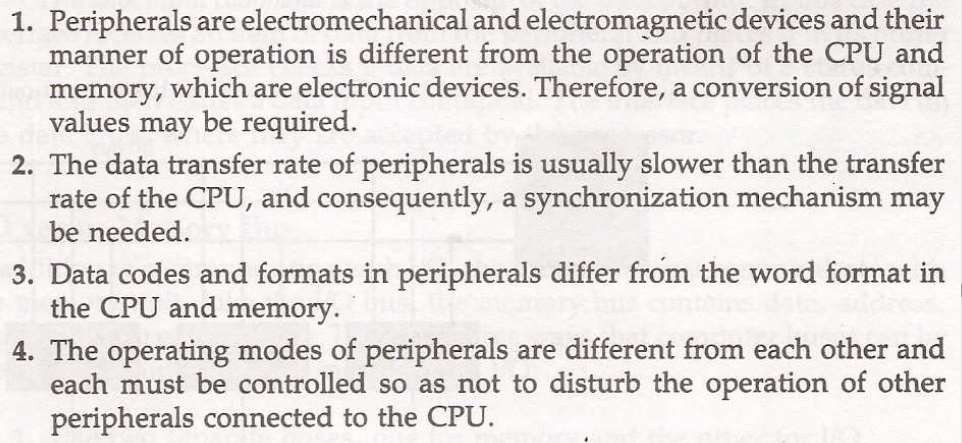 1. Peripherals are electromechanical and electromagnetic devices and their
manner of operation is different from the operation of the CPU and
memory, which are electronic devices. Therefore, a conversion of signal
values may be required.
2. The data transfer rate of peripherals is usually slower than the transfer
rate of the CPU, and consequently, a synchronization mechanism may
be needed.
3. Data codes and formats in peripherals differ from the word format in
the CPU and memory.
4. The operating modes of peripherals are different from each other and
each must be controlled so as not to disturb the operation of other
peripherals connected to the CPU.